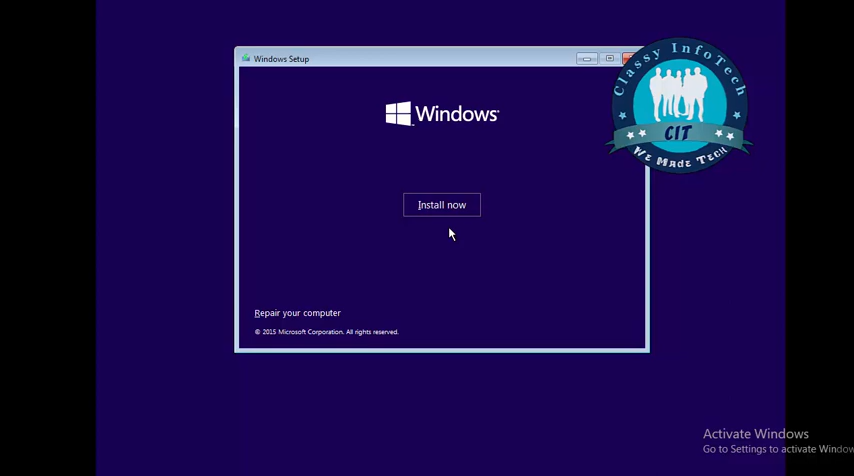 Windows Setup
Classy InfoTech
CIT
We Made Tech
Windows
Install now
Repair your computer
© 2015 Microsoft Corporation. All rights reserved.
Activate Windows
Go to Settings to activate Window